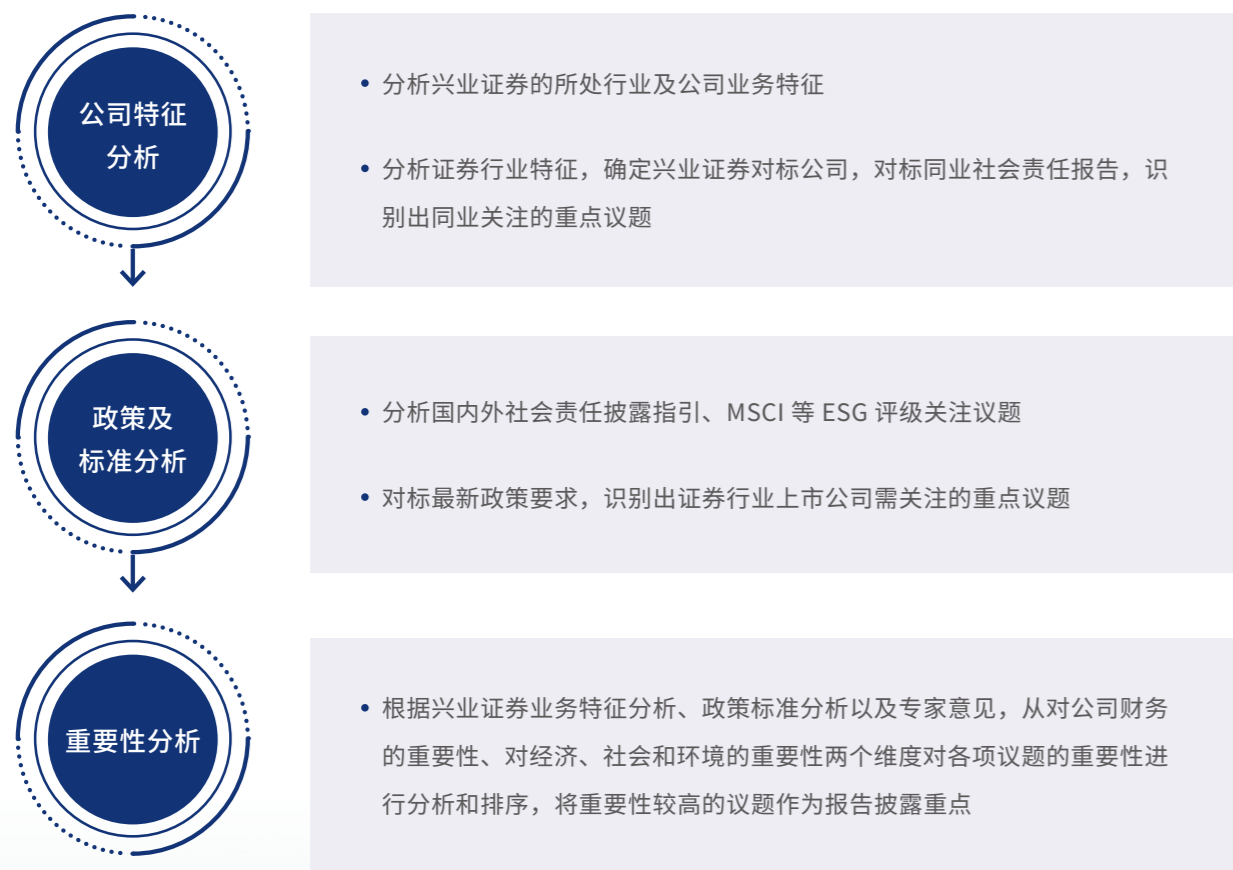 公司特征
分析
• 分析兴业证券的所处行业及公司业务特征
• 分析证券行业特征，确定兴业证券对标公司，对标同业社会责任报告，识
别出同业关注的重点议题
政策及
标准分析
• 分析国内外社会责任披露指引、MSCI 等 ESG 评级关注议题
• 对标最新政策要求，识别出证券行业上市公司需关注的重点议题
重要性分析
• 根据兴业证券业务特征分析、政策标准分析以及专家意见，从对公司财务
的重要性、对经济、社会和环境的重要性两个维度对各项议题的重要性进
行分析和排序，将重要性较高的议题作为报告披露重点